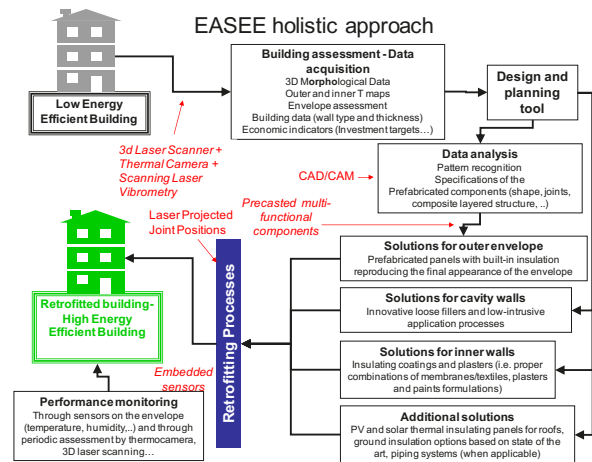 EASEE holistic approach
Low Energy
Efficient Building
Building assessment - Data
acquisition
3D Morphological Data
Outer and inner T maps
Envelope assessment
Building data (wall type and thickness)
Economic indicators (Investment targets…)
Design and
planning
tool
3d Laser Scanner +
Thermal Camera +
Scanning Laser
Vibrometry
CAD/CAM
Data analysis
Pattern recognition
Specifications of the
Prefabricated components (shape, joints,
composite layered structure, ..)
Precasted multi-
functional
components
Laser Projected
Joint Positions
Solutions for outer envelope
Prefabricated panels with built-in insulation
reproducing the final appearance of the envelope
Retrofitted building-
High Energy
Efficient Building
Retrofitting Processes
Solutions for cavity walls
Innovative loose fillers and low-intrusive
application processes
Solutions for inner walls
Insulating coatings and plasters (i.e. proper
combinations of membranes/textiles, plasters
and paints formulations)
Embedded
sensors
Performance monitoring
Through sensors on the envelope
(temperature, humidity,..) and through
periodic assessment by thermocamera,
3D laser scanning…
Additional solutions
PV and solar thermal insulating panels for roofs,
ground insulation options based on state of the
art, piping systems (when applicable)